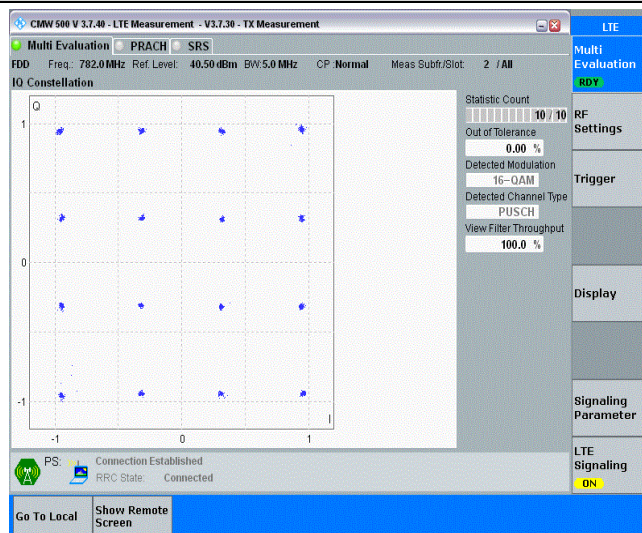 CMW 500 V 3.7.40 - LTE Measurement - V3.7.30 - TX Measurement
LTE
Multi Evaluation PRACH SRS
Multi
Evaluation
RDY
FDD Freq.: 782.0 MHz Ref. Level: 40.50 dBm BW:5.0 MHz CP :Normal Meas Subfr./Slot: 2 / All
IQ Constellation
Q
1
0
-1
-1 0 1
I
Statistic Count
10 / 10
Out of Tolerance
0.00 %
Detected Modulation
16-QAM
Detected Channel Type
PUSCH
View Filter Throughput
100.0 %
RF
Settings
Trigger
Display
Signaling
Parameter
LTE
Signaling
ON
PS: Connection Established
RRC State: Connected
Go To Local
Show Remote
Screen